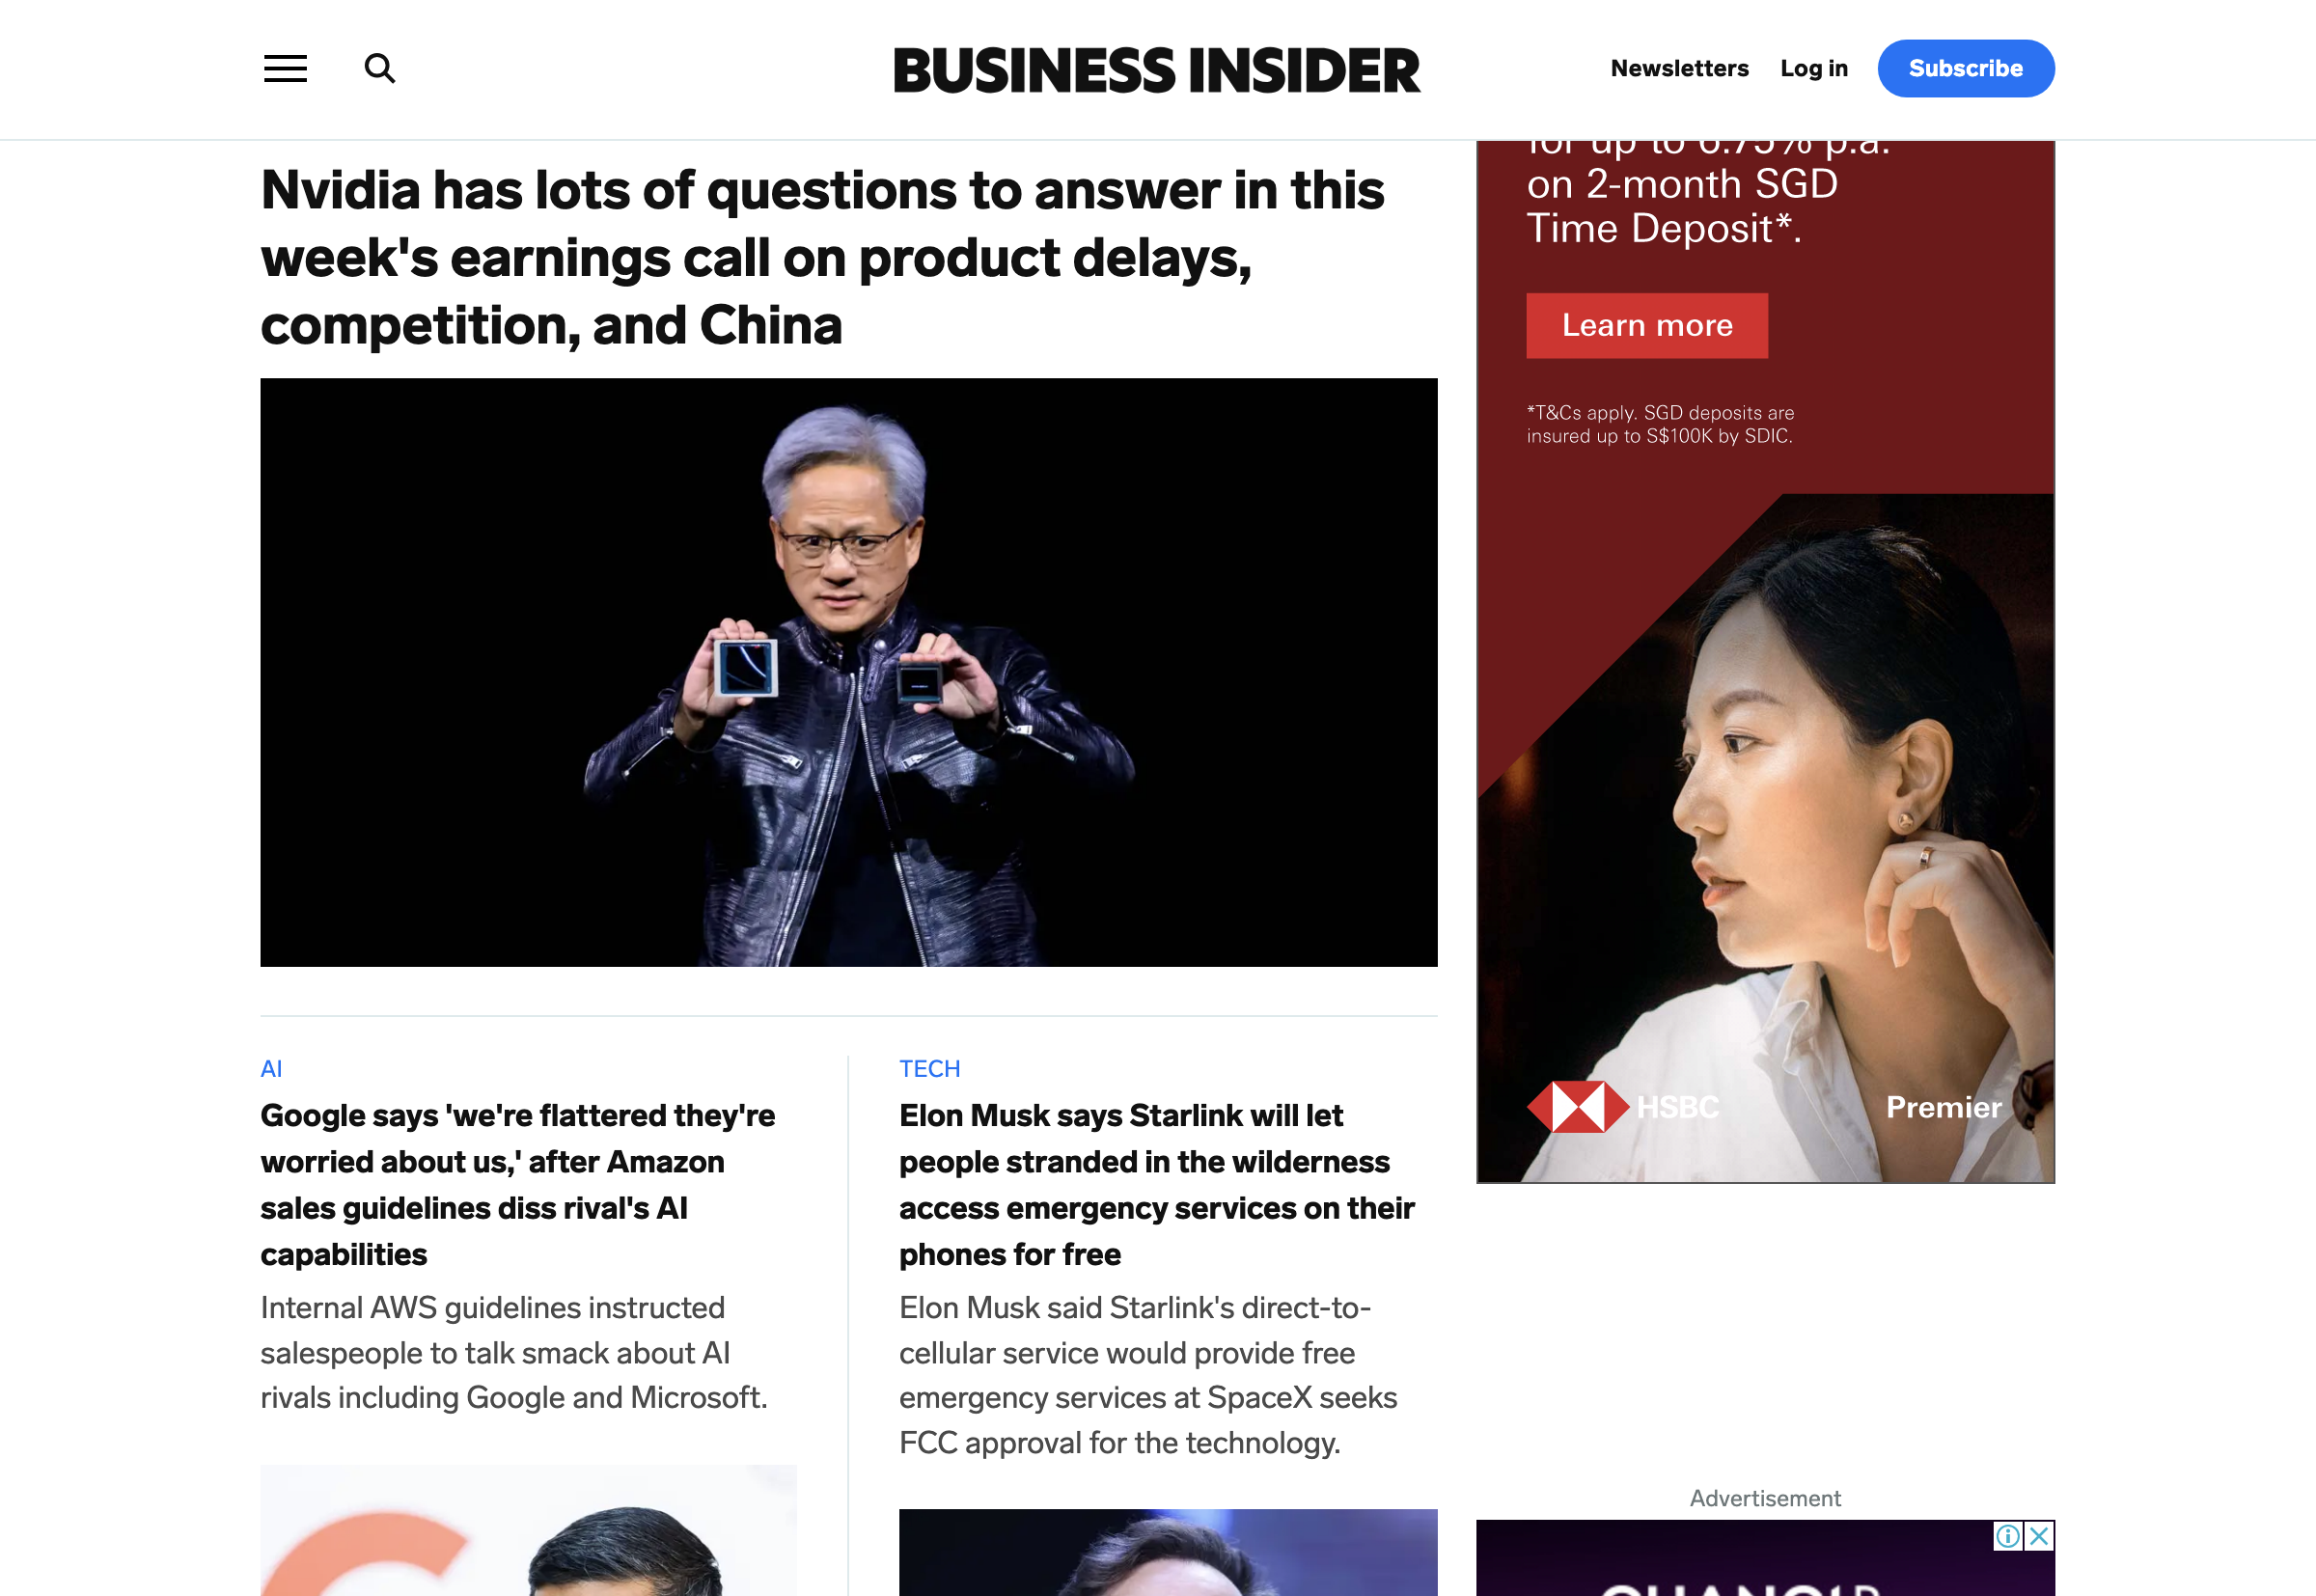 BUSINESS INSIDER
Newsletters
Log in
Subscribe
Nvidia has lots of questions to answer in this
week's earnings call on product delays,
competition, and China
AI
Google says 'we're flattered they're
worried about us,' after Amazon
sales guidelines diss rival's AI
capabilities
Internal AWS guidelines instructed
salespeople to talk smack about AI
rivals including Google and Microsoft.
TECH
Elon Musk says Starlink will let
people stranded in the wilderness
access emergency services on their
phones for free
Elon Musk said Starlink's direct-to-
cellular service would provide free
emergency services at SpaceX seeks
FCC approval for the technology.
for up to 6.75% p.a.
on 2-month SGD
Time Deposit*.
Learn more
*T&Cs apply. SGD deposits are
insured up to S$100K by SDIC.
HSBC
Premier
Advertisement